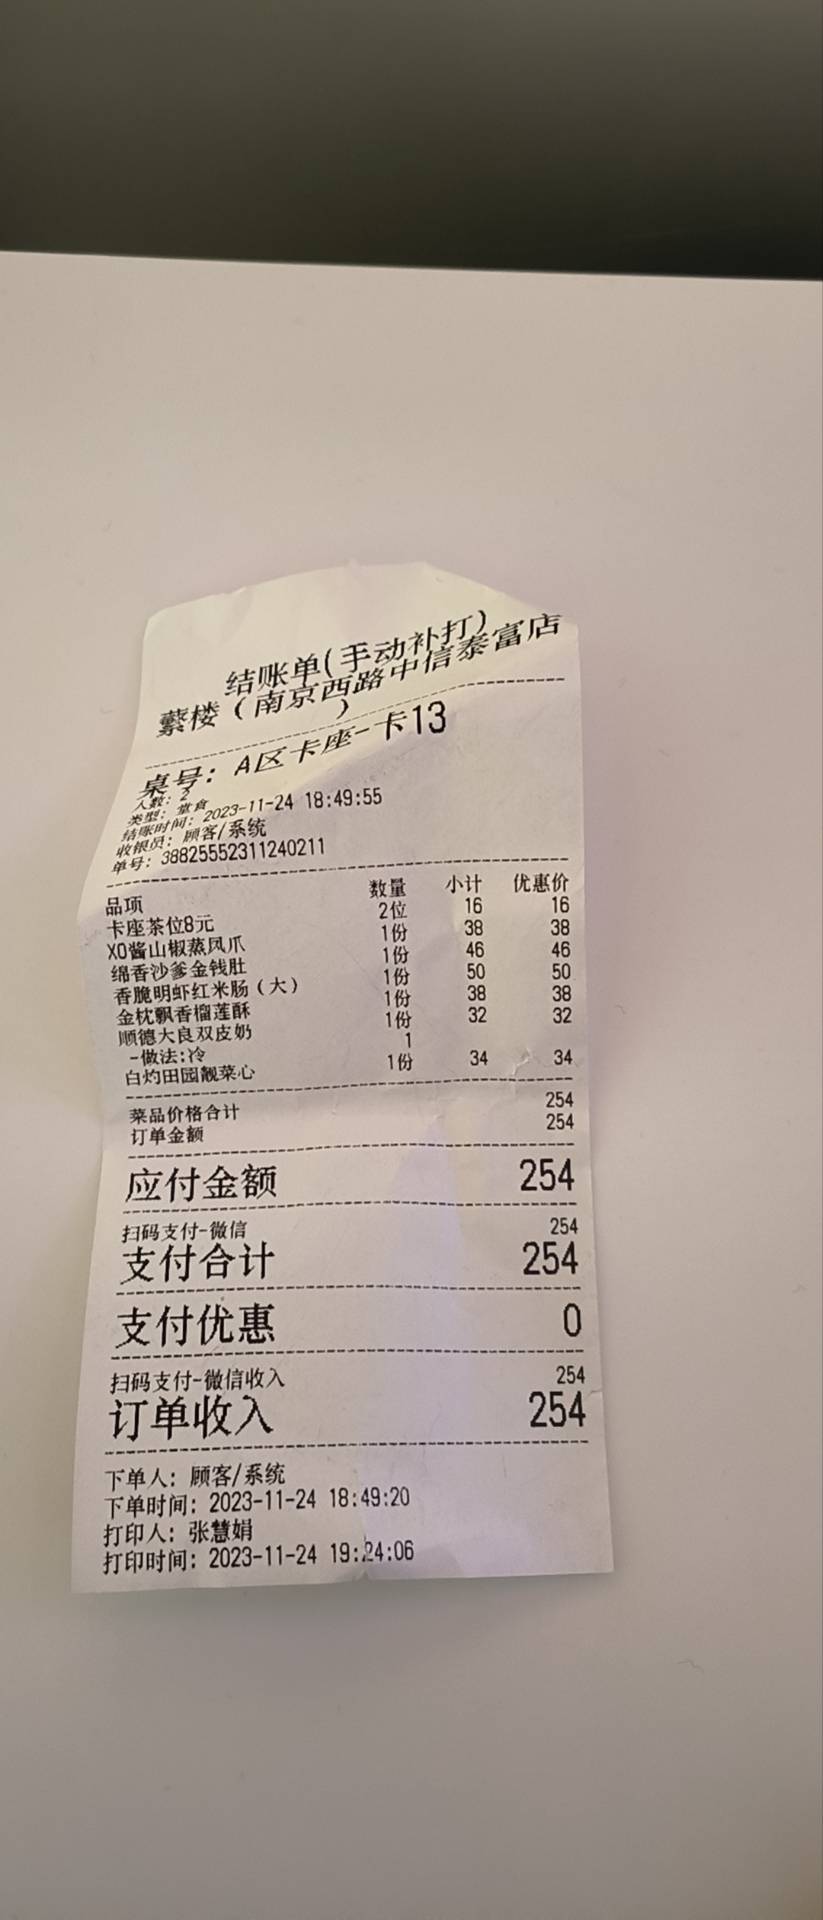 结账单(手动补打)
蘩楼（南京西路中信泰富店
）
桌号: A区卡座-卡13
人数: 2
类型: 堂食
结账时间: 2023-11-24 18:49:55
收银员: 顾客/系统
单号: 38825552311240211
品项 数量 小计 优惠价
卡座茶位8元 2位 16 16
XO酱山椒蒸凤爪 1份 38 38
绵香沙爹金钱肚 1份 46 46
香脆明虾红米肠（大） 1份 50 50
金枕飘香榴莲酥 1份 38 38
顺德大良双皮奶 1份 32 32
-做法:冷 1
白灼田园靓菜心 1份 34 34
菜品价格合计 254
订单金额 254
应付金额 254
扫码支付-微信 254
支付合计 254
支付优惠 0
扫码支付-微信收入 254
订单收入 254
下单人: 顾客/系统
下单时间: 2023-11-24 18:49:20
打印人: 张慧娟
打印时间: 2023-11-24 19:24:06